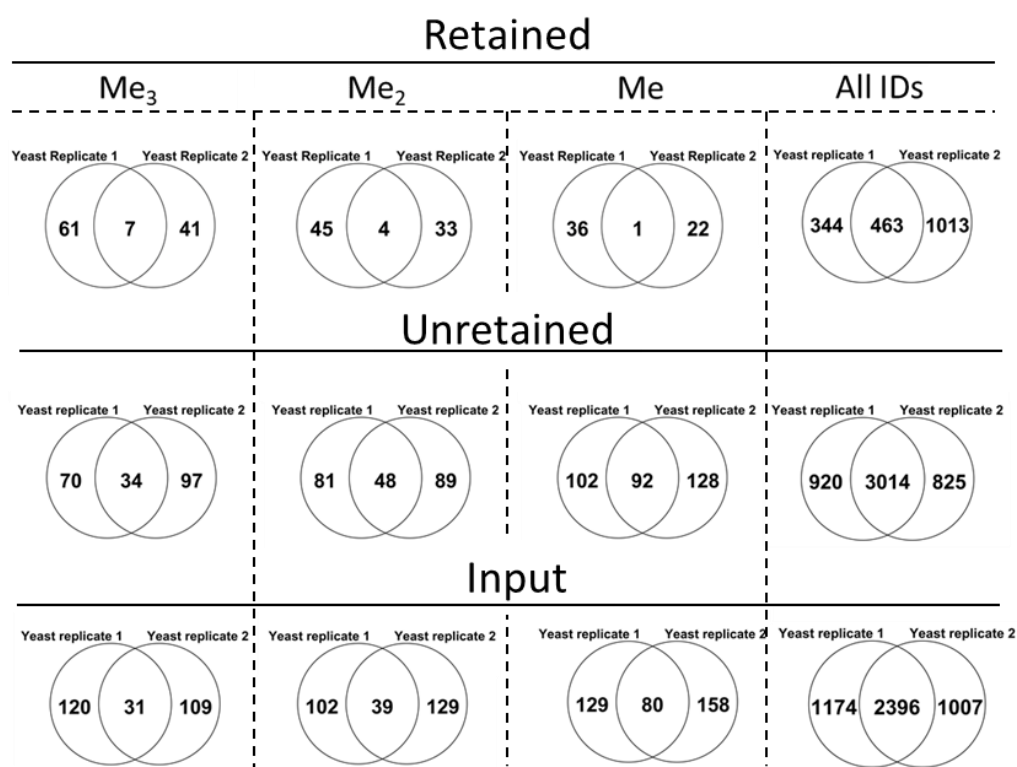 Retained
Me₃ Me₂ Me All IDs
Yeast Replicate 1 Yeast Replicate 2 Yeast Replicate 1 Yeast Replicate 2 Yeast Replicate 1 Yeast Replicate 2 Yeast replicate 1 Yeast replicate 2
61 7 41 45 4 33 36 1 22 344 463 1013
Unretained
Yeast replicate 1 Yeast replicate 2 Yeast replicate 1 Yeast replicate 2 Yeast replicate 1 Yeast replicate 2 Yeast replicate 1 Yeast replicate 2
70 34 97 81 48 89 102 92 128 920 3014 825
Input
Yeast replicate 1 Yeast replicate 2 Yeast replicate 1 Yeast replicate 2 Yeast replicate 1 Yeast replicate 2 Yeast replicate 1 Yeast replicate 2
120 31 109 102 39 129 129 80 158 1174 2396 1007